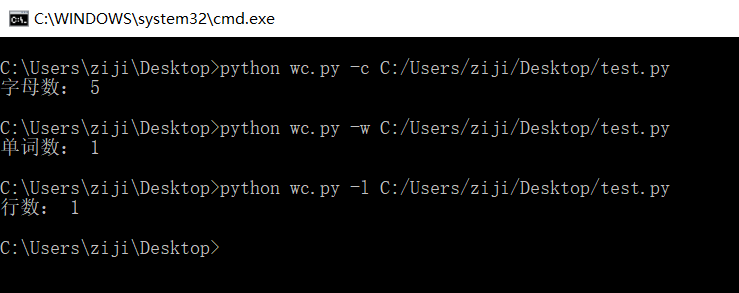 C:\WINDOWS\system32\cmd.exe
C:\Users\ziji\Desktop>python wc.py -c C:/Users/ziji/Desktop/test.py
字母数： 5
C:\Users\ziji\Desktop>python wc.py -w C:/Users/ziji/Desktop/test.py
单词数： 1
C:\Users\ziji\Desktop>python wc.py -l C:/Users/ziji/Desktop/test.py
行数： 1
C:\Users\ziji\Desktop>